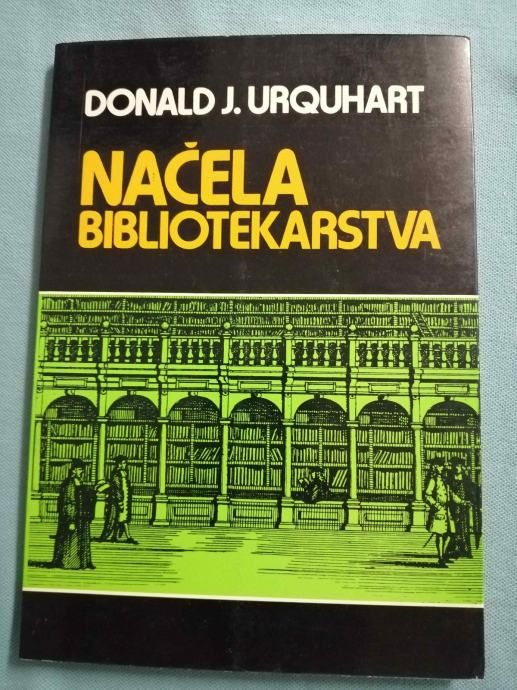 DONALD J. URQUHART
NAČELA
BIBLIOTEKARSTVA